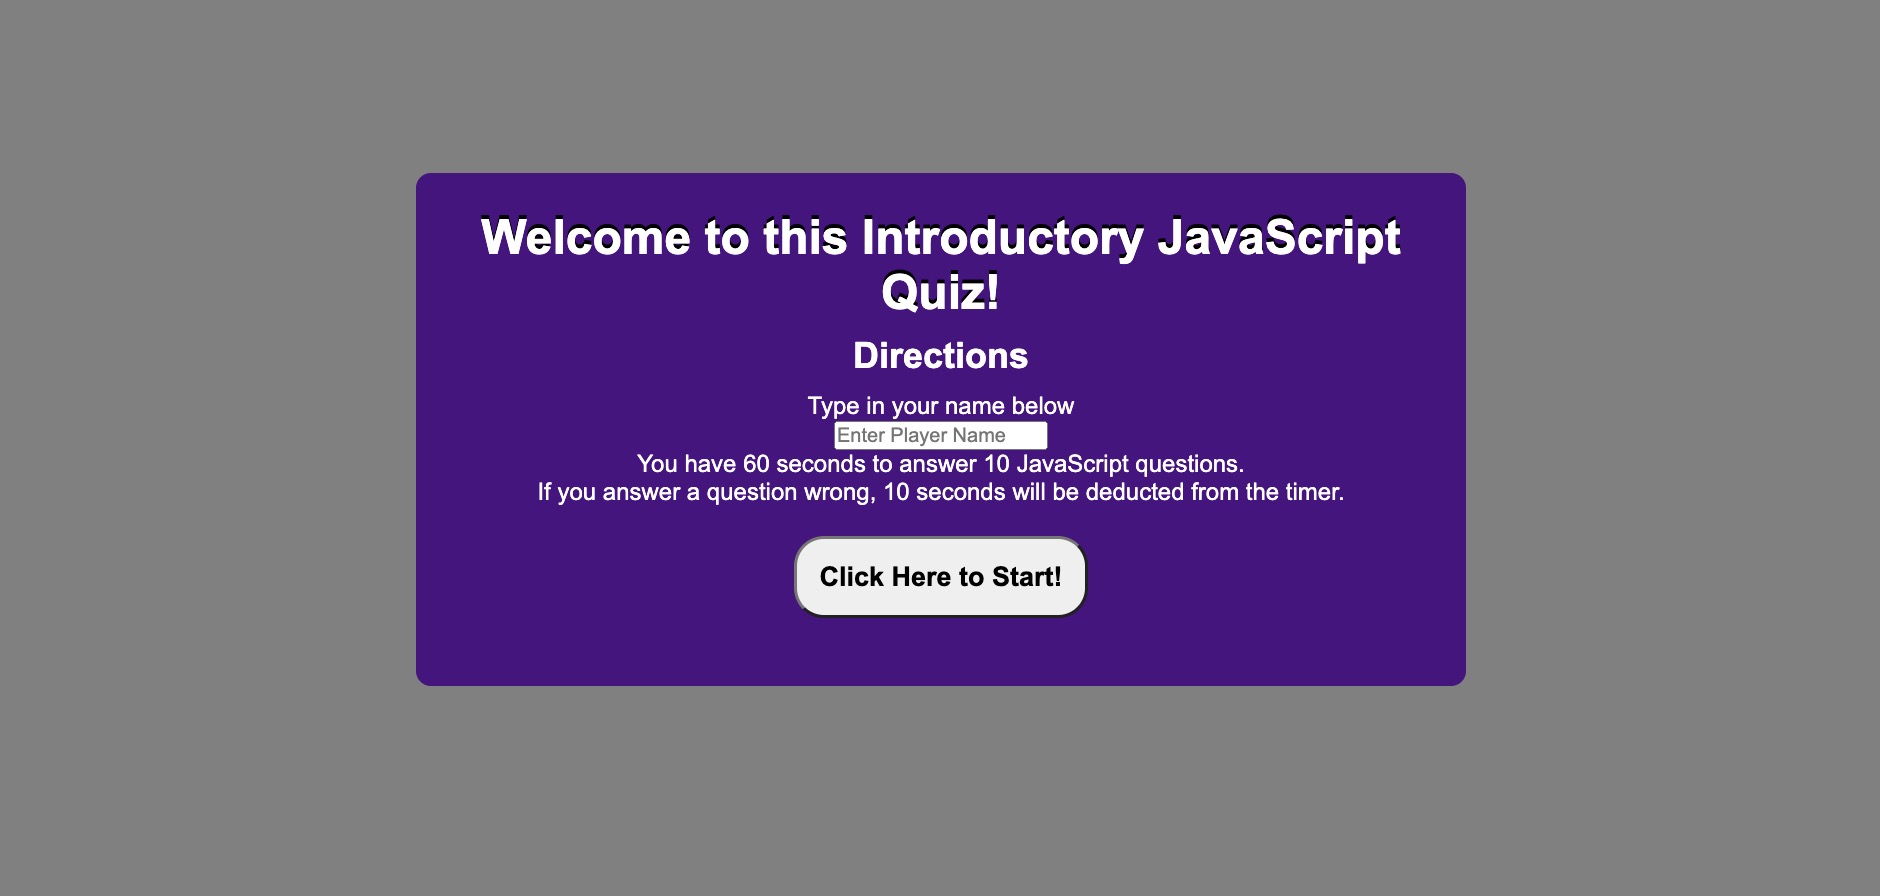 Welcome to this Introductory JavaScript
Quiz!
Directions
Type in your name below
Enter Player Name
You have 60 seconds to answer 10 JavaScript questions.
If you answer a question wrong, 10 seconds will be deducted from the timer.
Click Here to Start!